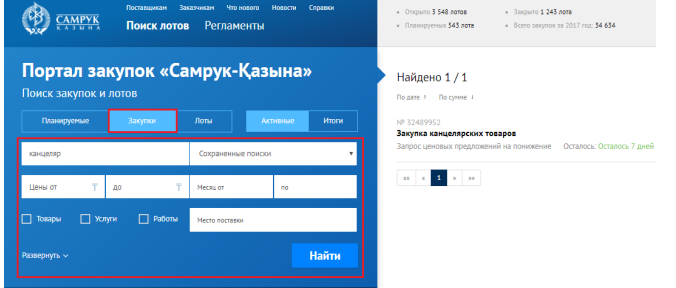 САМРУК
ҚАЗЫНА
Поставщикам Заказчикам Что нового Новости Справки
Поиск лотов Регламенты
Открыто 3 548 лотов Закрыто 1 243 лота
Планируемых 543 лота Всего закупок за 2017 год: 34 634
Портал закупок «Самрук-Қазына»
Поиск закупок и лотов
Планируемые Закупки Лоты Активные Итоги
канцеляр Сохраненные поиски
Цены от ₸ до ₸ Месяц от по
Товары Услуги Работы Место поставки
Развернуть Найти
Найдено 1 / 1
По дате По сумме
№ 32489952
Закупка канцелярских товаров
Запрос ценовых предложений на понижение Осталось: Осталось 7 дней
«« « 1 » »»